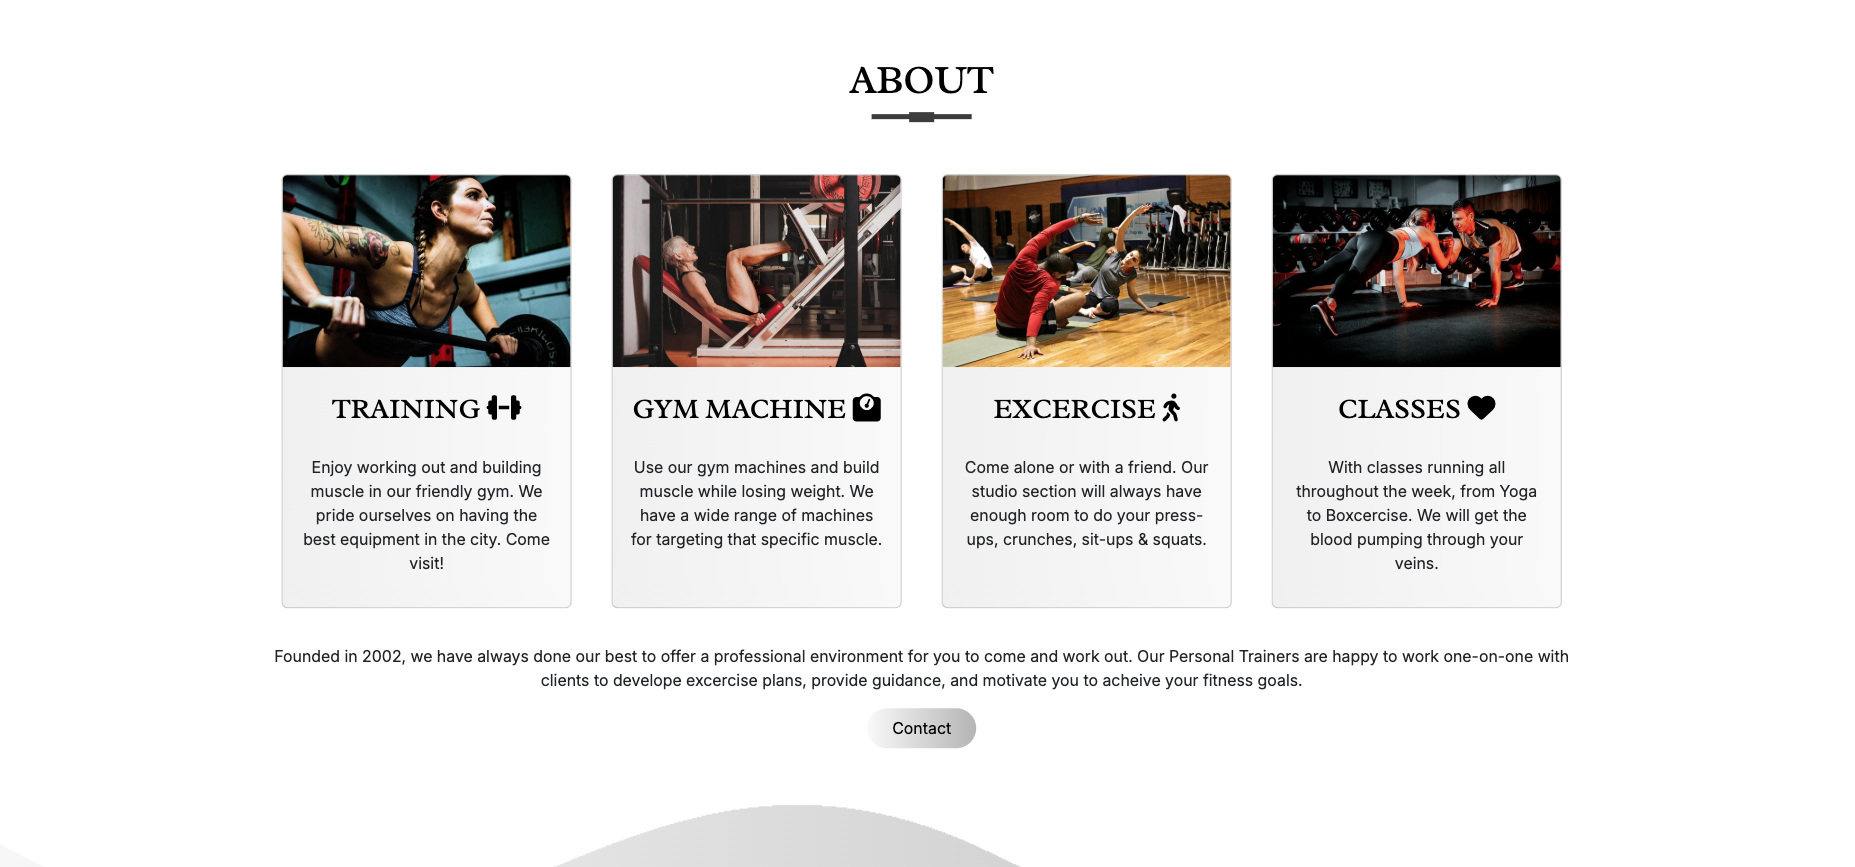 ABOUT
TRAINING
Enjoy working out and building
muscle in our friendly gym. We
pride ourselves on having the
best equipment in the city. Come
visit!
GYM MACHINE
Use our gym machines and build
muscle while losing weight. We
have a wide range of machines
for targeting that specific muscle.
EXCERCISE
Come alone or with a friend. Our
studio section will always have
enough room to do your press-
ups, crunches, sit-ups & squats.
CLASSES
With classes running all
throughout the week, from Yoga
to Boxcercise. We will get the
blood pumping through your
veins.
Founded in 2002, we have always done our best to offer a professional environment for you to come and work out. Our Personal Trainers are happy to work one-on-one with
clients to develope excercise plans, provide guidance, and motivate you to acheive your fitness goals.
Contact